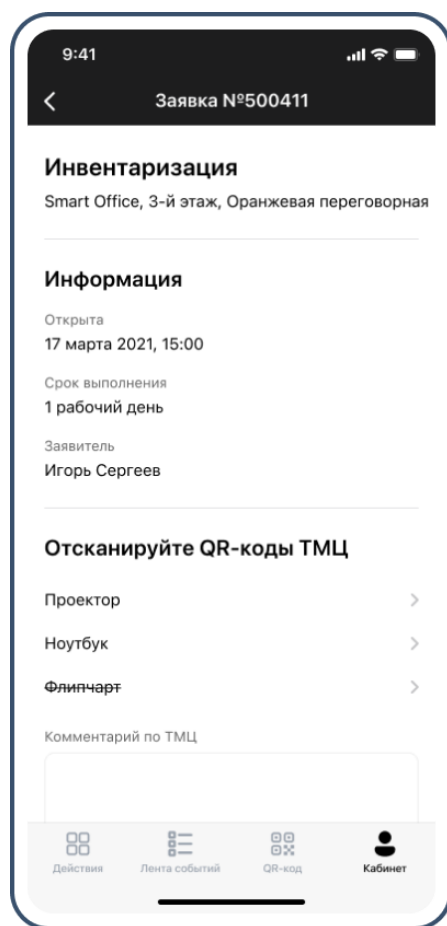 9:41
Заявка №500411
Инвентаризация
Smart Office, 3-й этаж, Оранжевая переговорная
Информация
Открыта
17 марта 2021, 15:00
Срок выполнения
1 рабочий день
Заявитель
Игорь Сергеев
Отсканируйте QR-коды ТМЦ
Проектор
Ноутбук
Флипчарт
Комментарий по ТМЦ
Действия Лента событий QR-код Кабинет